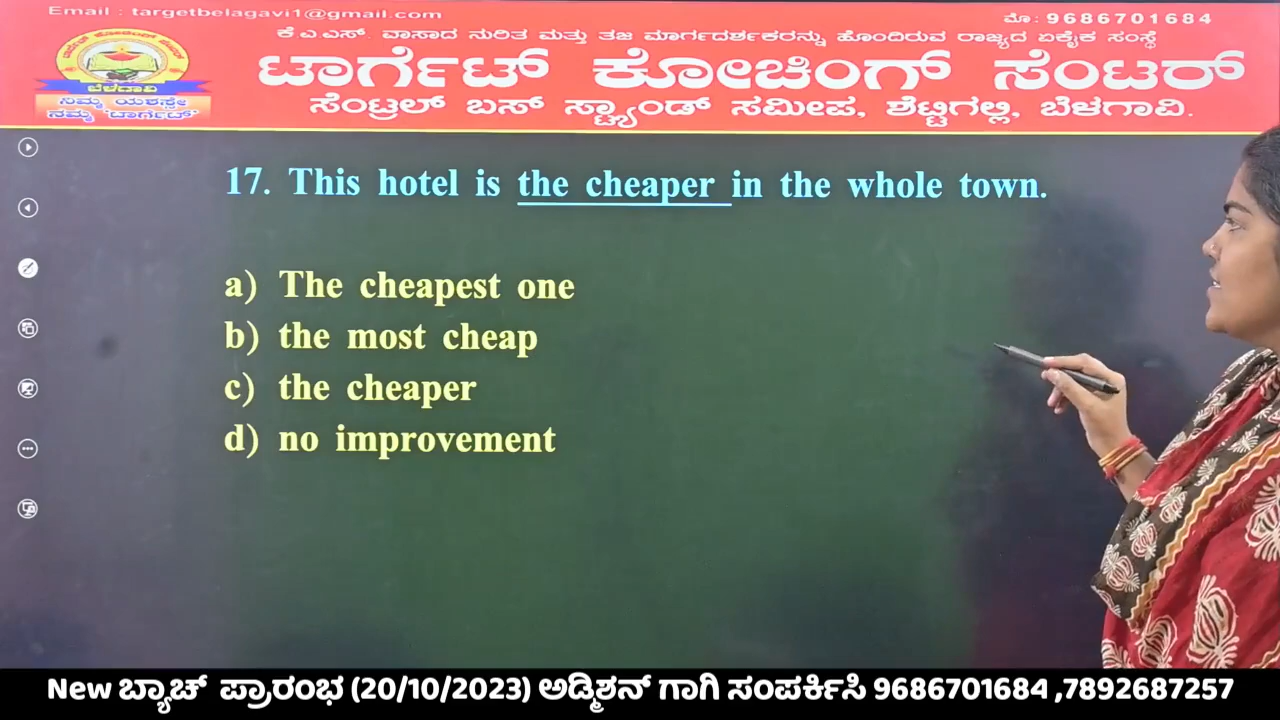 Email : targetbelagavi1@gmail.com
ಮೊ: 9686701684
ಕೆ.ಎ.ಎಸ್. ವಾಸಾದ ನುರಿತ ಮತ್ತು ತಜ್ಞ ಮಾರ್ಗದರ್ಶಕರನ್ನು ಹೊಂದಿರುವ ರಾಜ್ಯದ ಏಕೈಕ ಸಂಸ್ಥೆ
ಟಾರ್ಗೆಟ್ ಕೋಚಿಂಗ್ ಸೆಂಟರ್
ಸೆಂಟ್ರಲ್ ಬಸ್ ಸ್ಟ್ಯಾಂಡ್ ಸಮೀಪ, ಶೆಟ್ಟಿಗಲ್ಲಿ, ಬೆಳಗಾವಿ.
ಬೆಳಗಾವಿ
ನಿಮ್ಮ ಯಶಸ್ಸೇ
ನಮ್ಮ ಟಾರ್ಗೆಟ್
17. This hotel is the cheaper in the whole town.
a) The cheapest one
b) the most cheap
c) the cheaper
d) no improvement
New ಬ್ಯಾಚ್ ಪ್ರಾರಂಭ (20/10/2023) ಅಡ್ಮಿಶನ್ ಗಾಗಿ ಸಂಪರ್ಕಿಸಿ 9686701684 ,7892687257